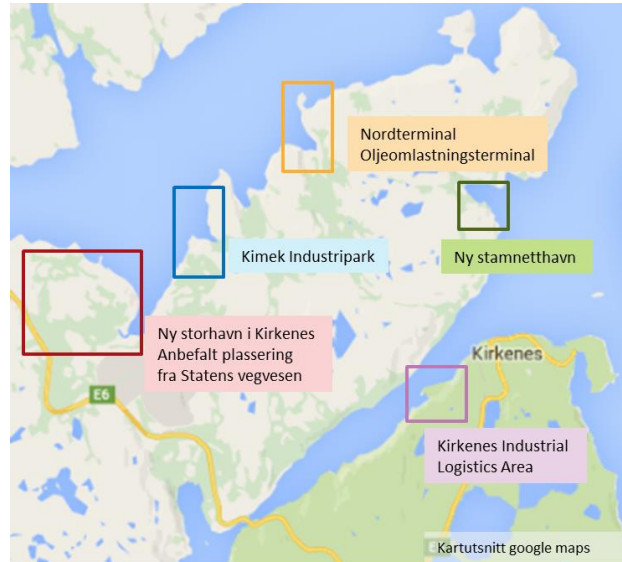 Nordterminal
Oljeomlastningsterminal
Kimek Industripark
Ny stamnetthavn
Ny storhavn i Kirkenes
Anbefalt plassering
fra Statens vegvesen
Kirkenes
E6
Kirkenes Industrial
Logistics Area
Kartutsnitt google maps